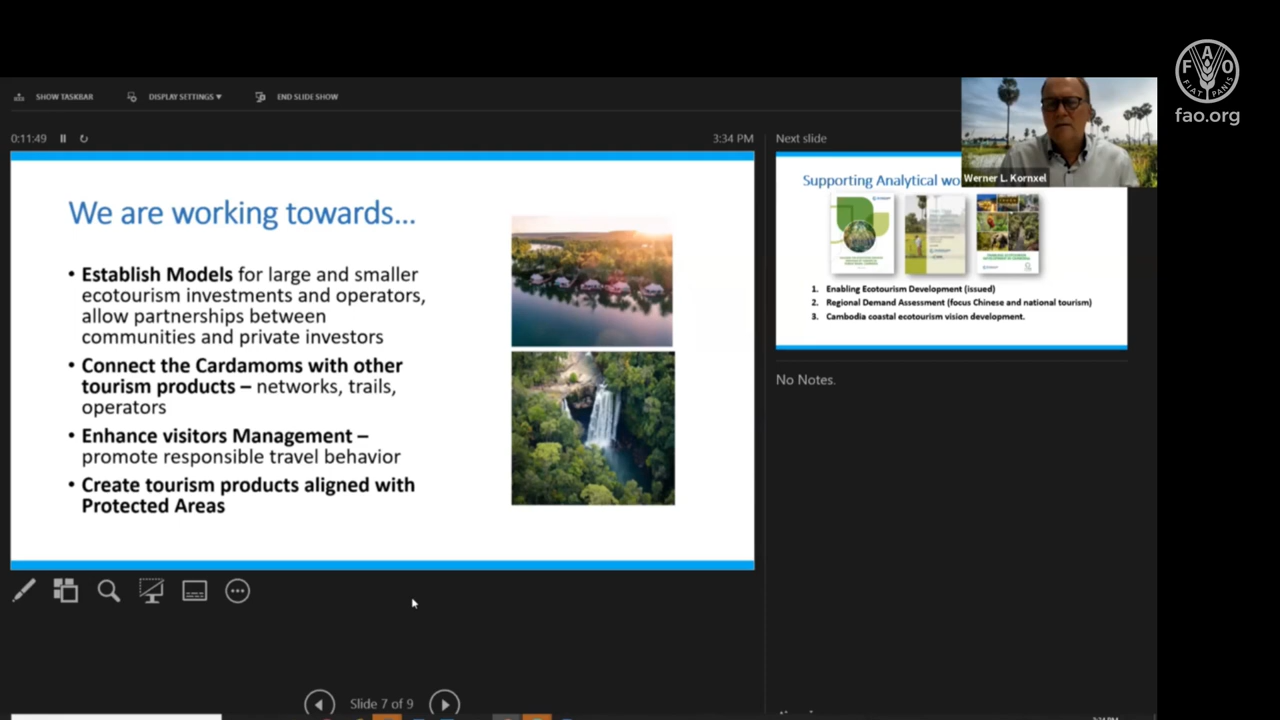 SHOW TASKBAR
DISPLAY SETTINGS ▾
END SLIDE SHOW
FAO
FIAT PANIS
fao.org
0:11:49
3:34 PM
Next slide
Werner L. Kornxel
We are working towards...
• Establish Models for large and smaller
ecotourism investments and operators,
allow partnerships between
communities and private investors
• Connect the Cardamoms with other
tourism products – networks, trails,
operators
• Enhance visitors Management –
promote responsible travel behavior
• Create tourism products aligned with
Protected Areas
Supporting Analytical wo
1. Enabling Ecotourism Development (issued)
2. Regional Demand Assessment (focus Chinese and national tourism)
3. Cambodia coastal ecotourism vision development.
No Notes.
Slide 7 of 9